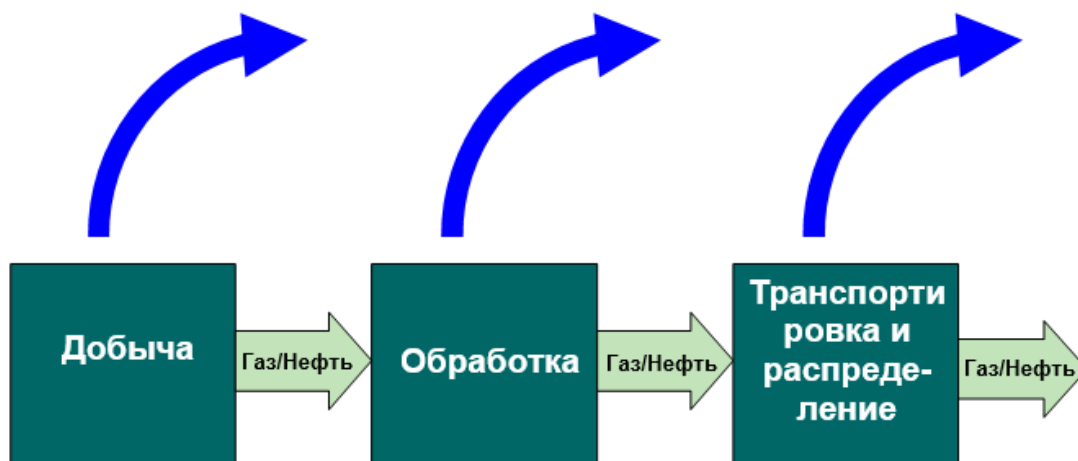 Добыча
Газ/Нефть
Обработка
Газ/Нефть
Транспорти
ровка и
распреде-
ление
Газ/Нефть